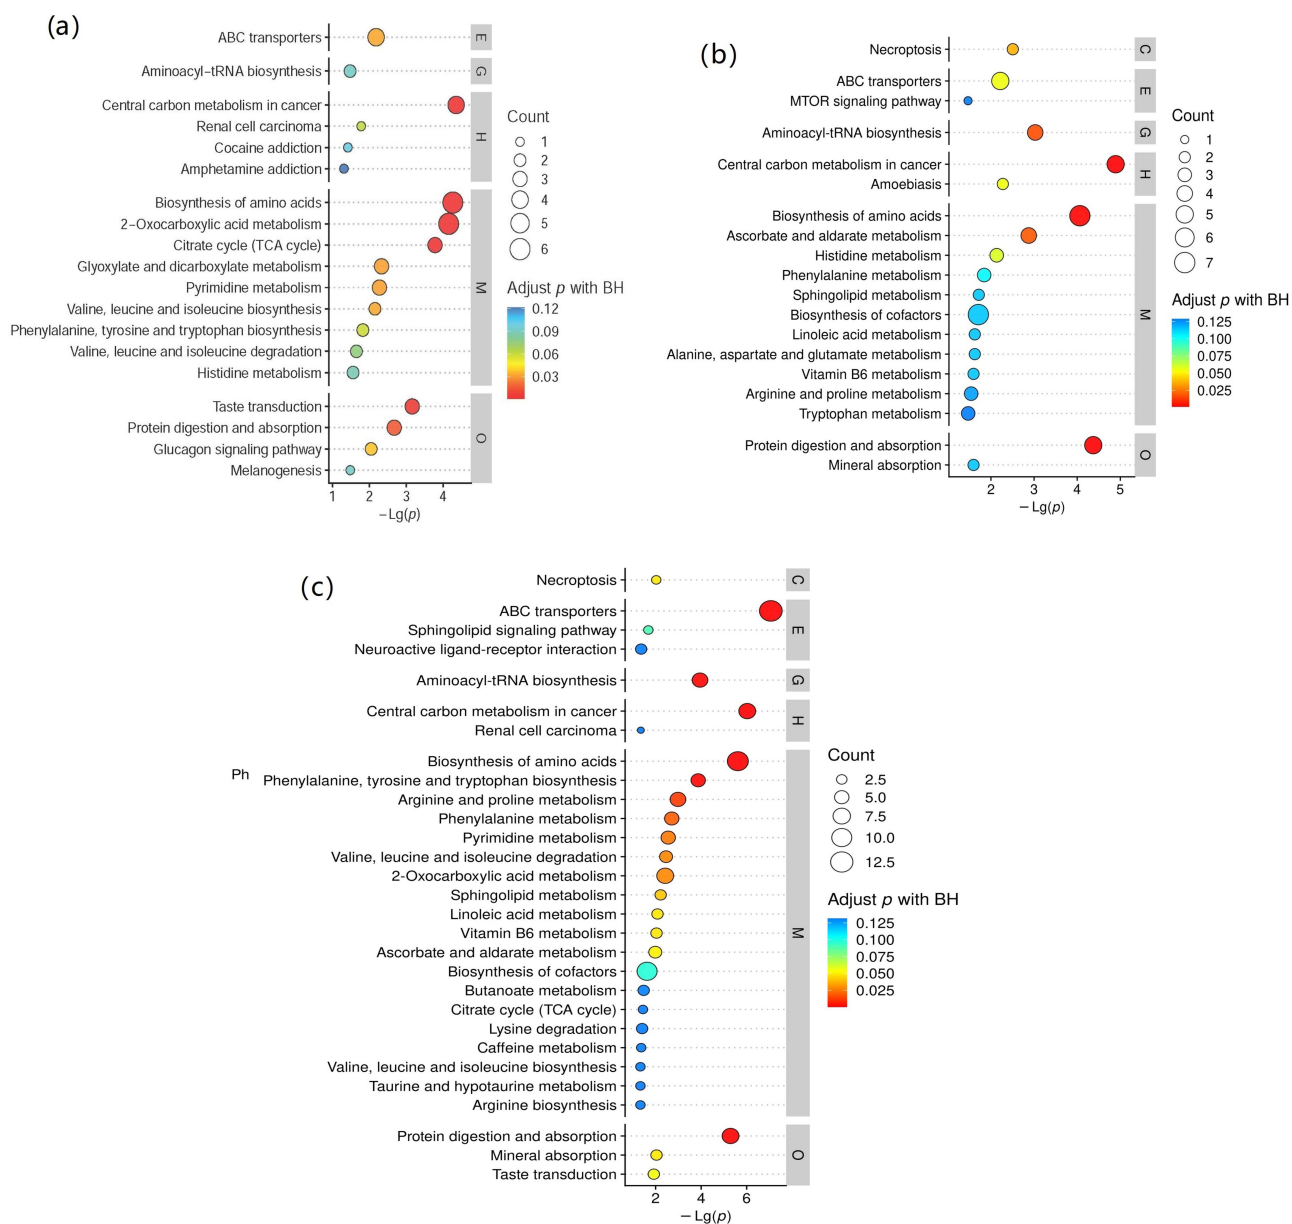 (a)
ABC transporters
E
Aminoacyl−tRNA biosynthesis
G
Central carbon metabolism in cancer
Renal cell carcinoma
Cocaine addiction
Amphetamine addiction
H
Biosynthesis of amino acids
2−Oxocarboxylic acid metabolism
Citrate cycle (TCA cycle)
Glyoxylate and dicarboxylate metabolism
Pyrimidine metabolism
Valine, leucine and isoleucine biosynthesis
Phenylalanine, tyrosine and tryptophan biosynthesis
Valine, leucine and isoleucine degradation
Histidine metabolism
M
Taste transduction
Protein digestion and absorption
Glucagon signaling pathway
Melanogenesis
O
1 2 3 4
−Lg(p)
Count
1
2
3
4
5
6
Adjust p with BH
0.12
0.09
0.06
0.03
(b)
Necroptosis
C
ABC transporters
MTOR signaling pathway
E
Aminoacyl-tRNA biosynthesis
G
Central carbon metabolism in cancer
Amoebiasis
H
Biosynthesis of amino acids
Ascorbate and aldarate metabolism
Histidine metabolism
Phenylalanine metabolism
Sphingolipid metabolism
Biosynthesis of cofactors
Linoleic acid metabolism
Alanine, aspartate and glutamate metabolism
Vitamin B6 metabolism
Arginine and proline metabolism
Tryptophan metabolism
M
Protein digestion and absorption
Mineral absorption
O
2 3 4 5
−Lg(p)
Count
1
2
3
4
5
6
7
Adjust p with BH
0.125
0.100
0.075
0.050
0.025
(c)
Necroptosis
C
ABC transporters
Sphingolipid signaling pathway
Neuroactive ligand-receptor interaction
E
Aminoacyl-tRNA biosynthesis
G
Central carbon metabolism in cancer
Renal cell carcinoma
H
Biosynthesis of amino acids
Ph Phenylalanine, tyrosine and tryptophan biosynthesis
Arginine and proline metabolism
Phenylalanine metabolism
Pyrimidine metabolism
Valine, leucine and isoleucine degradation
2-Oxocarboxylic acid metabolism
Sphingolipid metabolism
Linoleic acid metabolism
Vitamin B6 metabolism
Ascorbate and aldarate metabolism
Biosynthesis of cofactors
Butanoate metabolism
Citrate cycle (TCA cycle)
Lysine degradation
Caffeine metabolism
Valine, leucine and isoleucine biosynthesis
Taurine and hypotaurine metabolism
Arginine biosynthesis
M
Protein digestion and absorption
Mineral absorption
Taste transduction
O
2 4 6
−Lg(p)
Count
2.5
5.0
7.5
10.0
12.5
Adjust p with BH
0.125
0.100
0.075
0.050
0.025